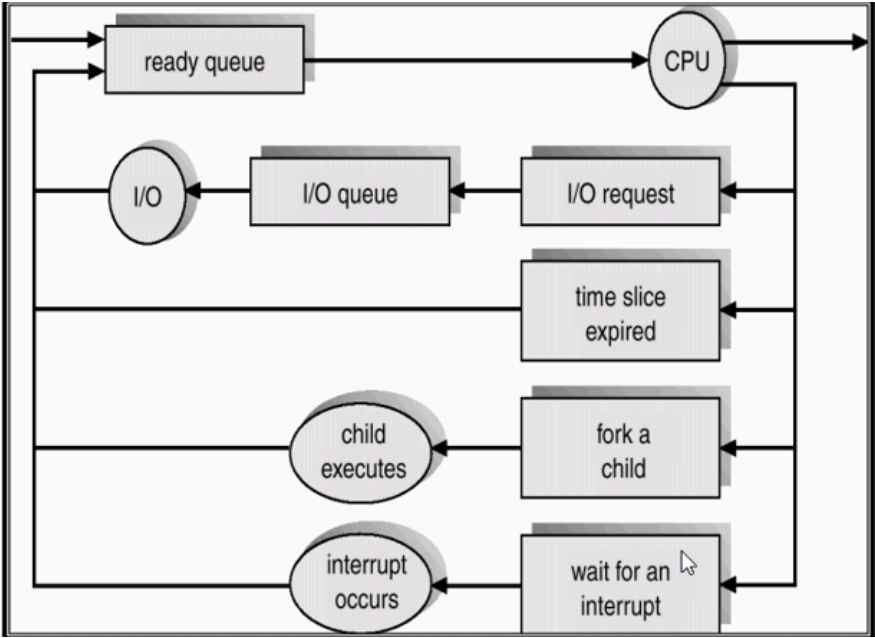 ready queue
CPU
I/O
I/O queue
I/O request
time slice
expired
child
executes
fork a
child
interrupt
occurs
wait for an
interrupt